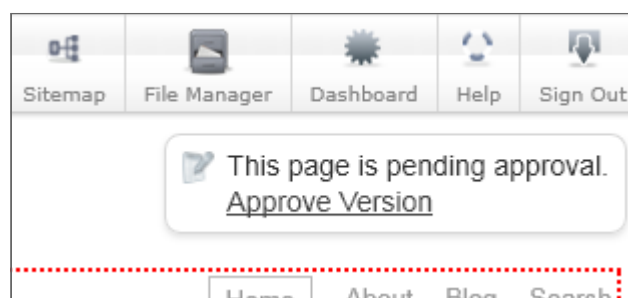 Sitemap File Manager Dashboard Help Sign Out
This page is pending approval.
Approve Version
Home About Blog Search